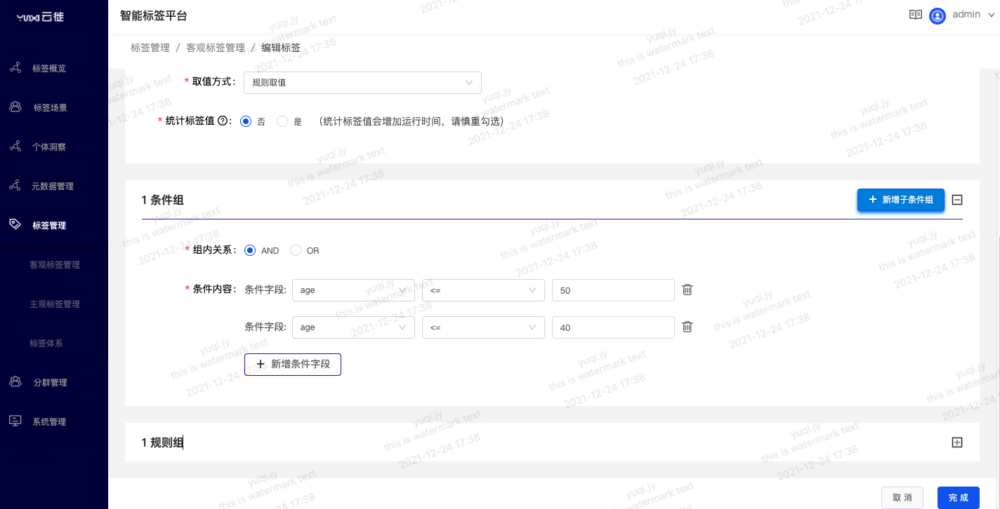 yunxi云徙
智能标签平台
admin
标签管理 / 客观标签管理 / 编辑标签
标签概览
标签场景
个体洞察
元数据管理
标签管理
客观标签管理
主观标签管理
标签体系
分群管理
系统管理
* 取值方式: 规则取值
* 统计标签值 ?: 否 是 (统计标签值会增加运行时间，请慎重勾选)
1 条件组
+ 新增子条件组
* 组内关系: AND OR
* 条件内容: 条件字段: age <= 50
条件字段: age <= 40
+ 新增条件字段
1 规则组
取 消
完 成
yuqi.jy
this is watermark text
2021-12-24 17:38